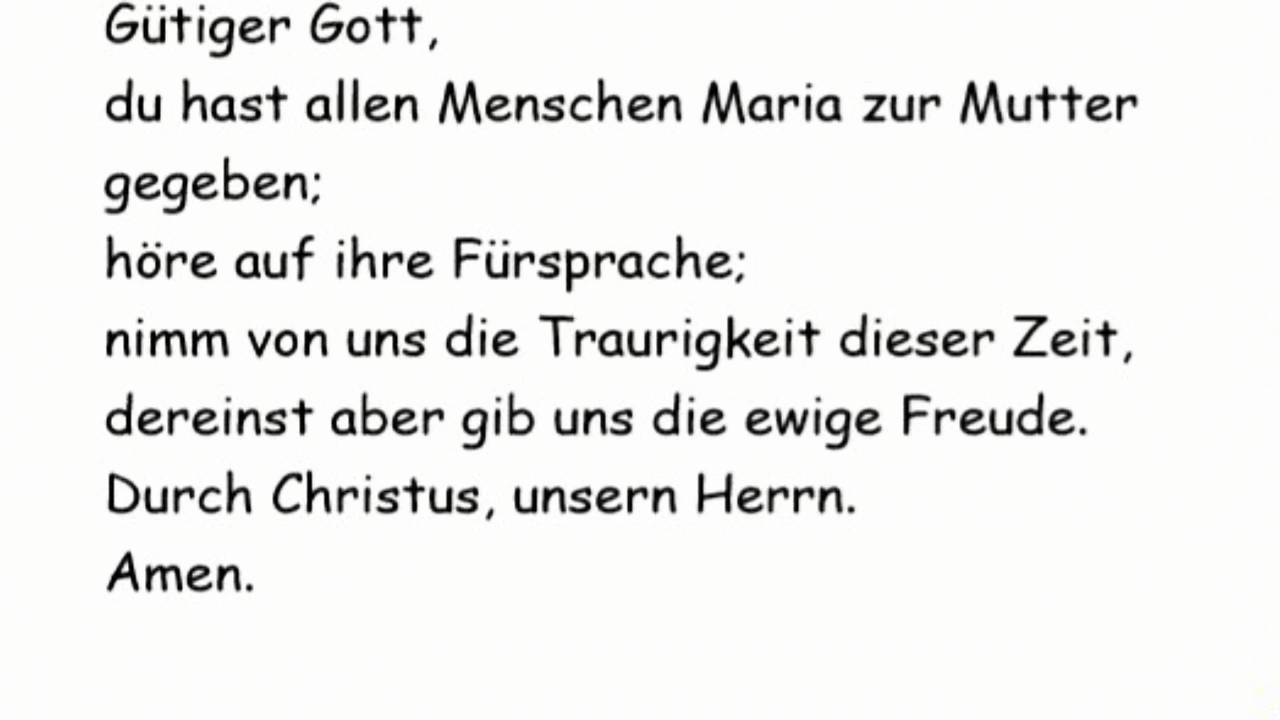 Gütiger Gott,
du hast allen Menschen Maria zur Mutter
gegeben;
höre auf ihre Fürsprache;
nimm von uns die Traurigkeit dieser Zeit,
dereinst aber gib uns die ewige Freude.
Durch Christus, unsern Herrn.
Amen.